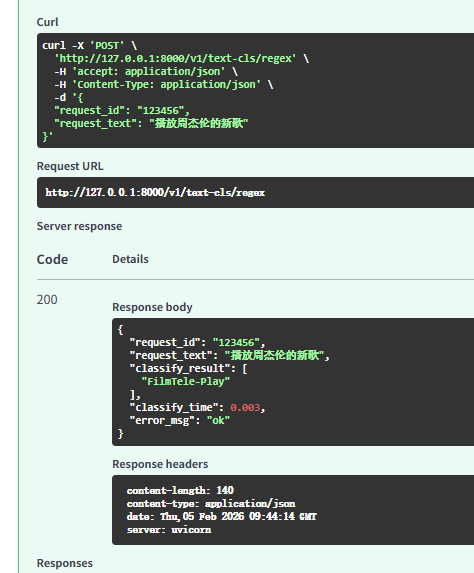 Curl
curl -X 'POST' \
  'http://127.0.0.1:8000/v1/text-cls/regex' \
  -H 'accept: application/json' \
  -H 'Content-Type: application/json' \
  -d '{
  "request_id": "123456",
  "request_text": "播放周杰伦的新歌"
}'
Request URL
http://127.0.0.1:8000/v1/text-cls/regex
Server response
Code Details
200
Response body
{
  "request_id": "123456",
  "request_text": "播放周杰伦的新歌",
  "classify_result": [
    "FilmTele-Play"
  ],
  "classify_time": 0.003,
  "error_msg": "ok"
}
Response headers
content-length: 140
content-type: application/json
date: Thu,05 Feb 2026 09:44:14 GMT
server: uvicorn
Responses